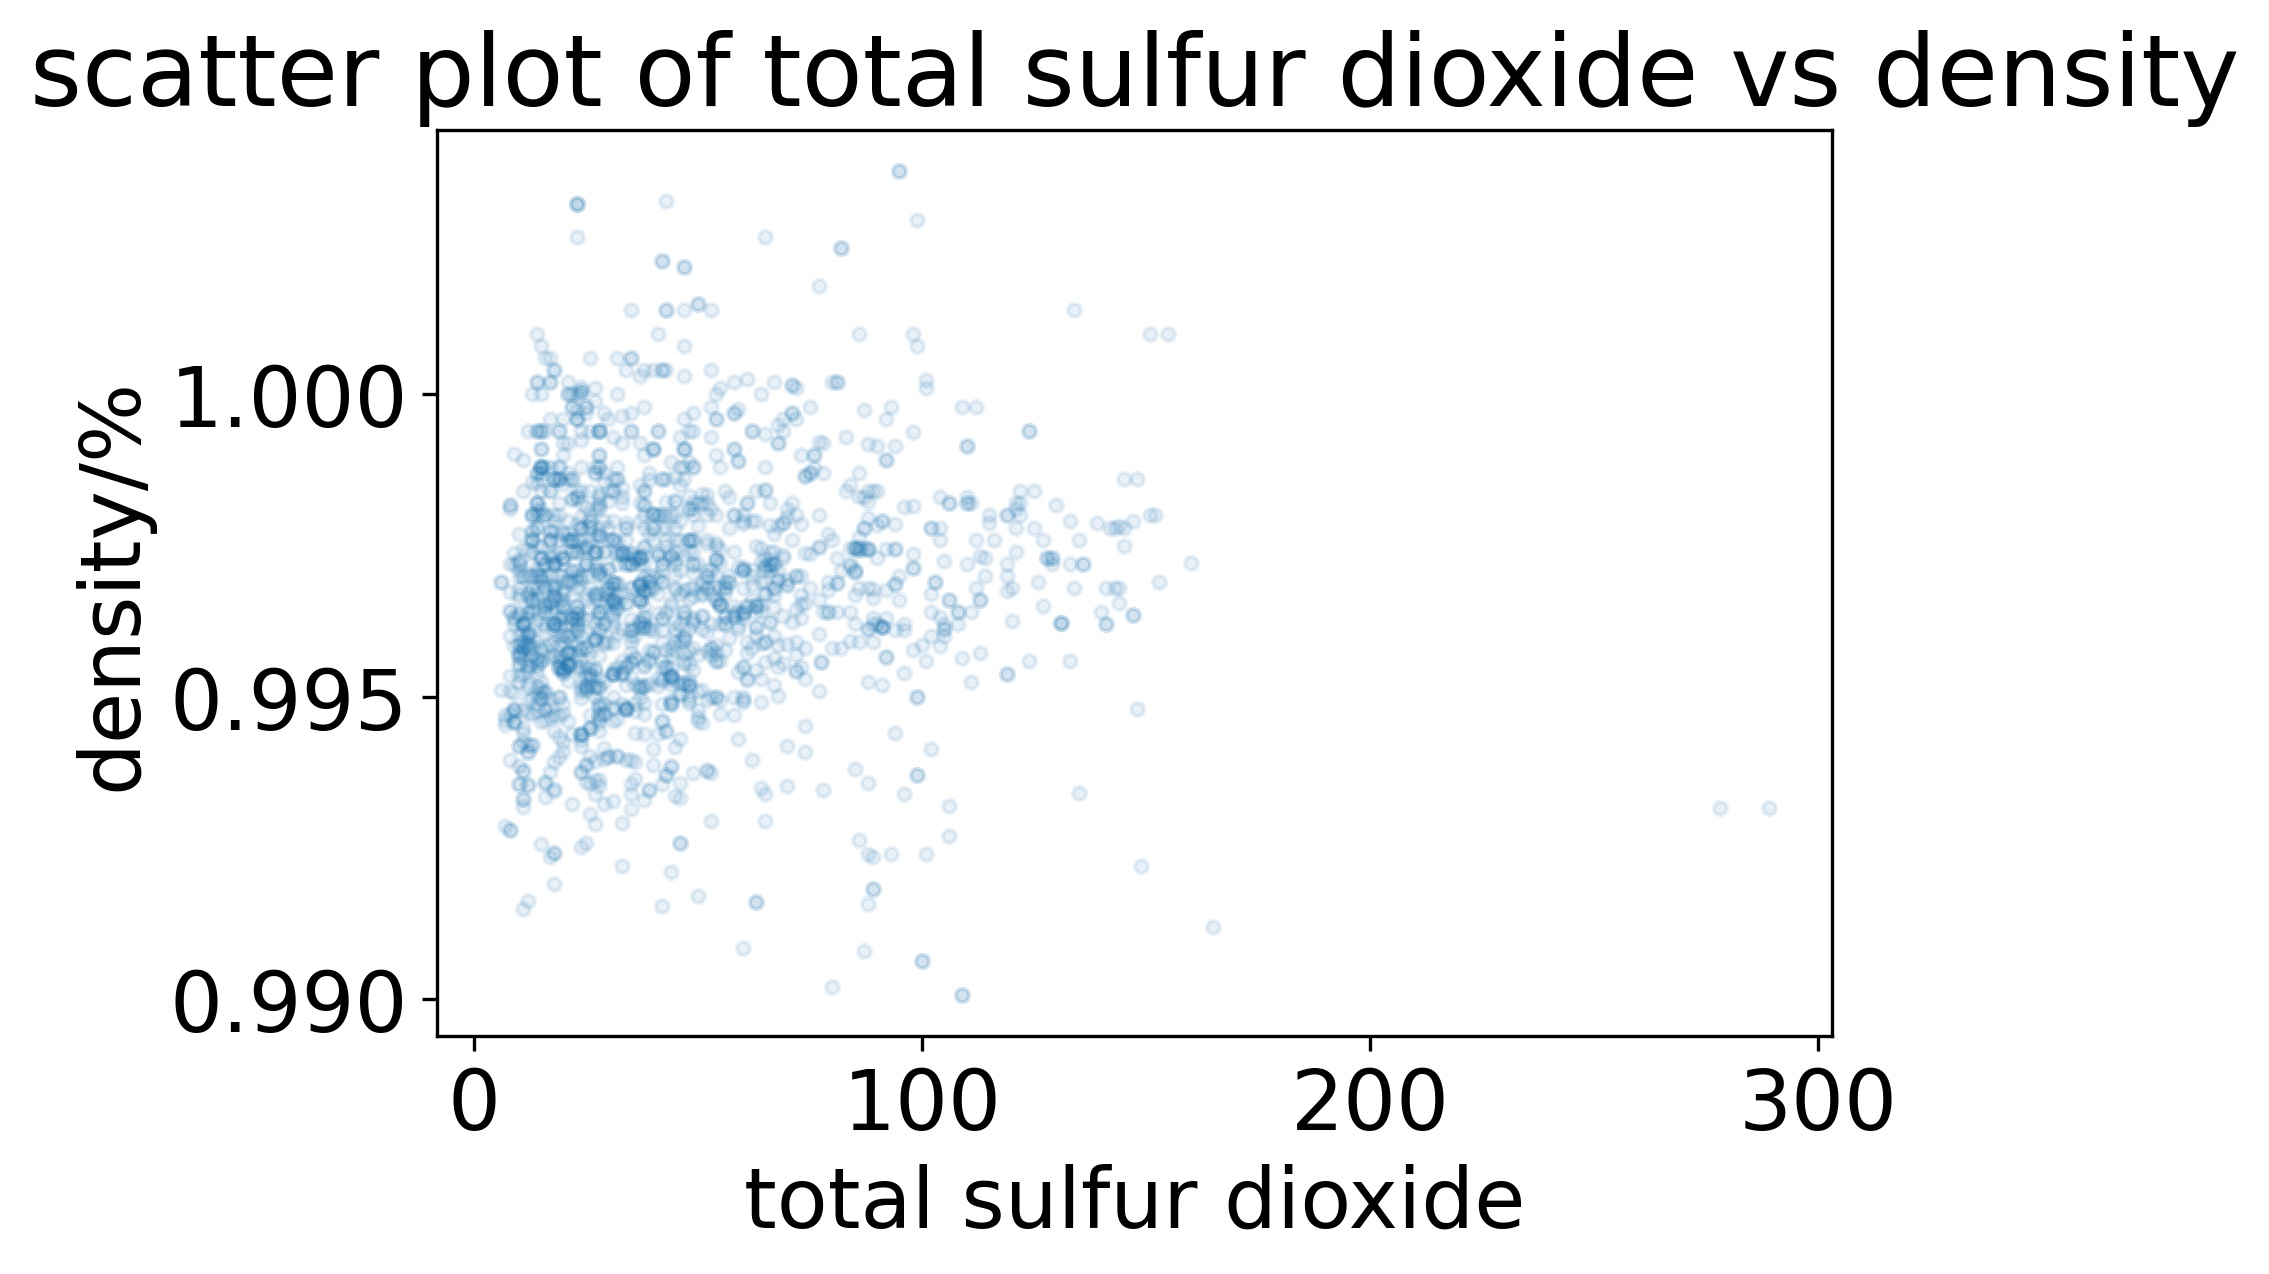 scatter plot of total sulfur dioxide vs density
density/%
1.000
0.995
0.990
0 100 200 300
total sulfur dioxide